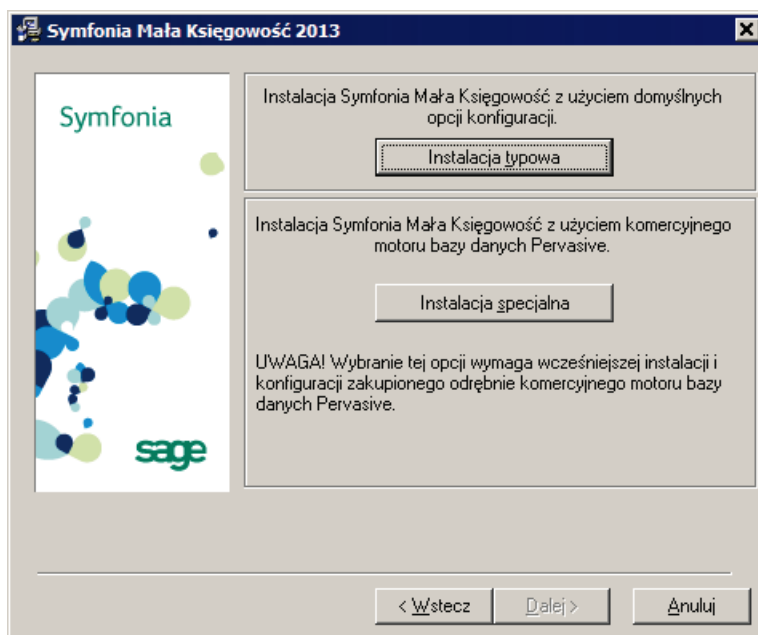 Symfonia Mała Księgowość 2013
Symfonia
sage
Instalacja Symfonia Mała Księgowość z użyciem domyślnych
opcji konfiguracji.
Instalacja typowa
Instalacja Symfonia Mała Księgowość z użyciem komercyjnego
motoru bazy danych Pervasive.
Instalacja specjalna
UWAGA! Wybranie tej opcji wymaga wcześniejszej instalacji i
konfiguracji zakupionego odrębnie komercyjnego motoru bazy
danych Pervasive.
< Wstecz
Dalej >
Anuluj